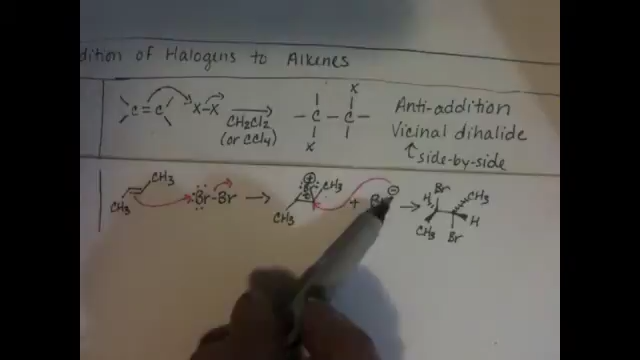 dition of Halogens to Alkenes
C=C X-X
CH2Cl2
(or CCl4)
X
- C - C -
X
Anti-addition
Vicinal dihalide
↑side-by-side
CH3
CH3
:Br-Br → Br CH3
CH3
+ B ⊖ →
Br
H CH3
CH3 H
Br